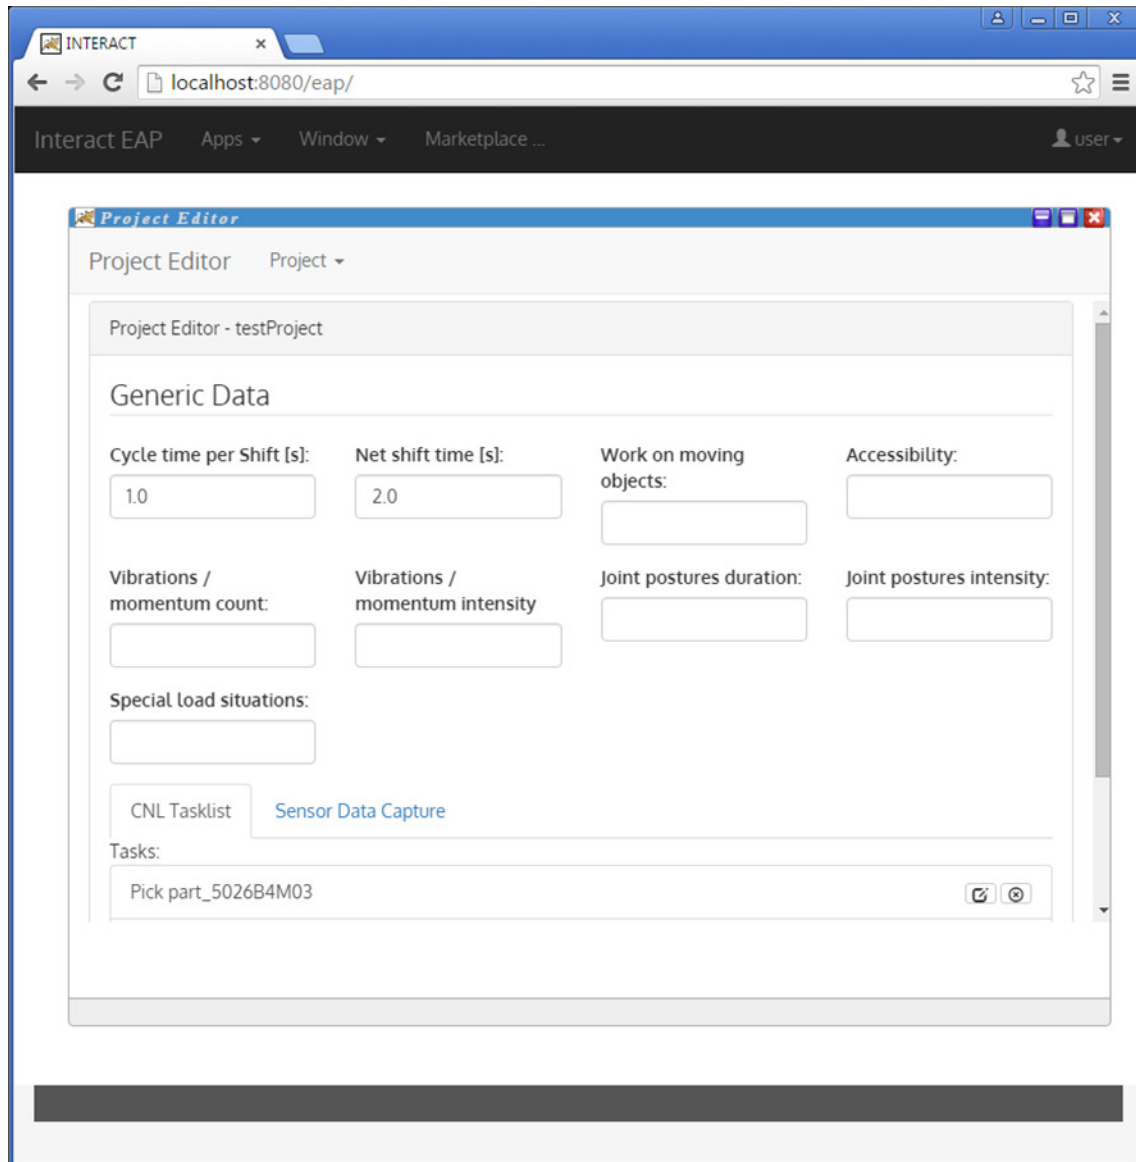 INTERACT
localhost:8080/eap/
Interact EAP Apps Window Marketplace ... user
Project Editor
Project Editor Project
Project Editor - testProject
Generic Data
Cycle time per Shift [s]: Net shift time [s]: Work on moving Accessibility:
objects:
1.0 2.0
Vibrations / Vibrations / Joint postures duration: Joint postures intensity:
momentum count: momentum intensity
Special load situations:
CNL Tasklist Sensor Data Capture
Tasks:
Pick part_5026B4M03